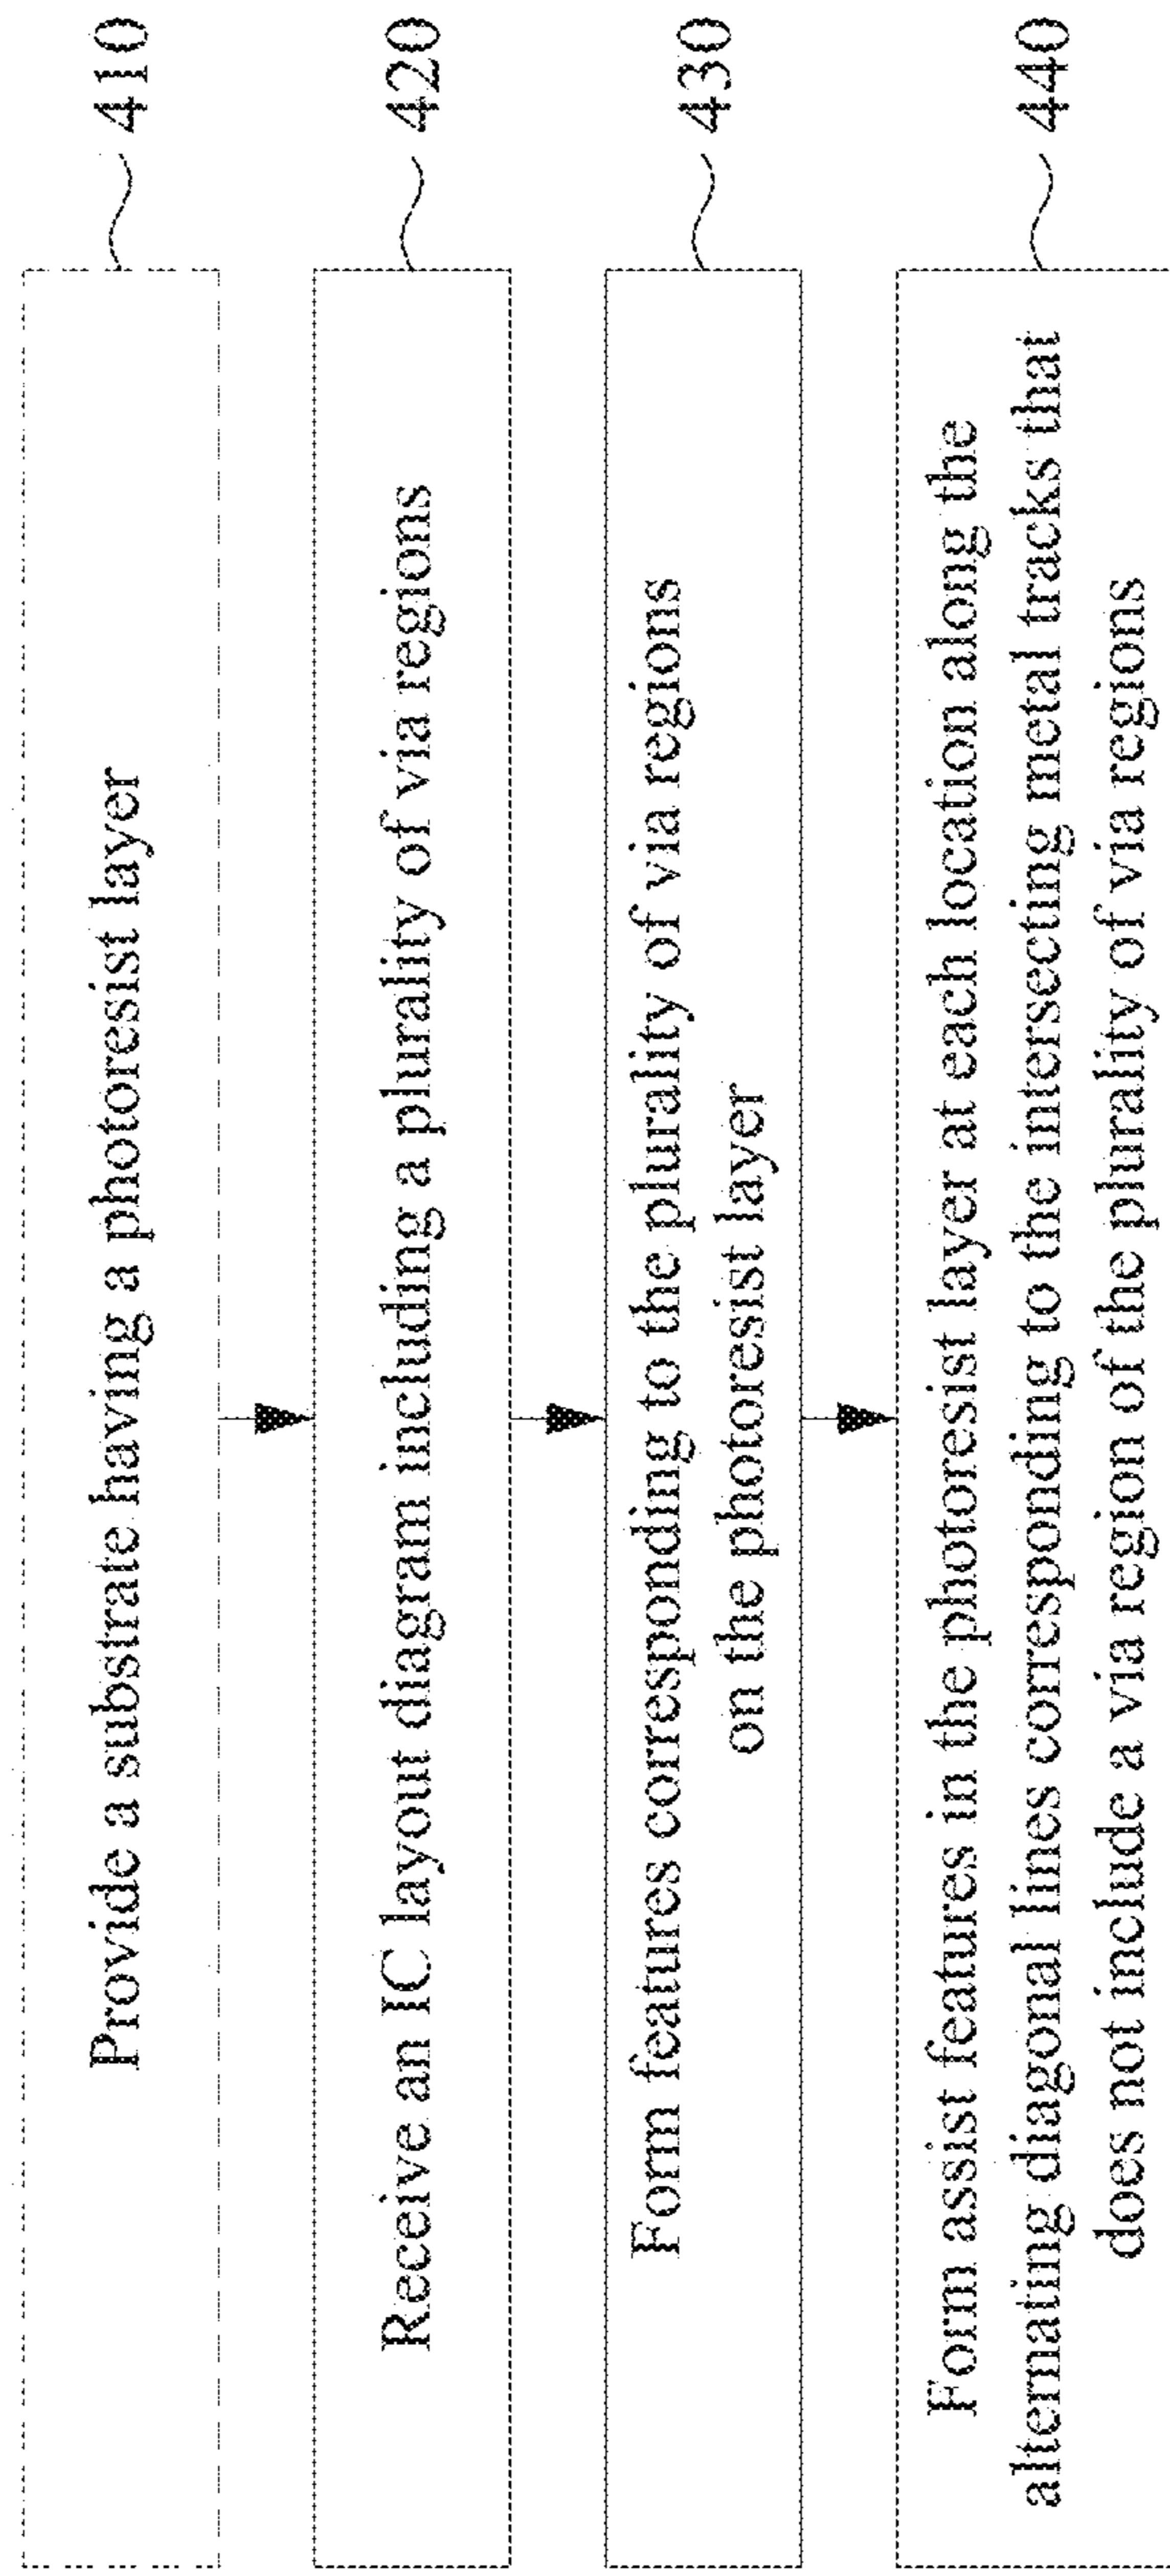 Provide a substrate having a photoresist layer
410
Receive an IC layout diagram including a plurality of via regions
420
Form features corresponding to the plurality of via regions
on the photoresist layer
430
Form assist features in the photoresist layer at each location along the
alternating diagonal lines corresponding to the intersecting metal tracks that
does not include a via region of the plurality of via regions
440